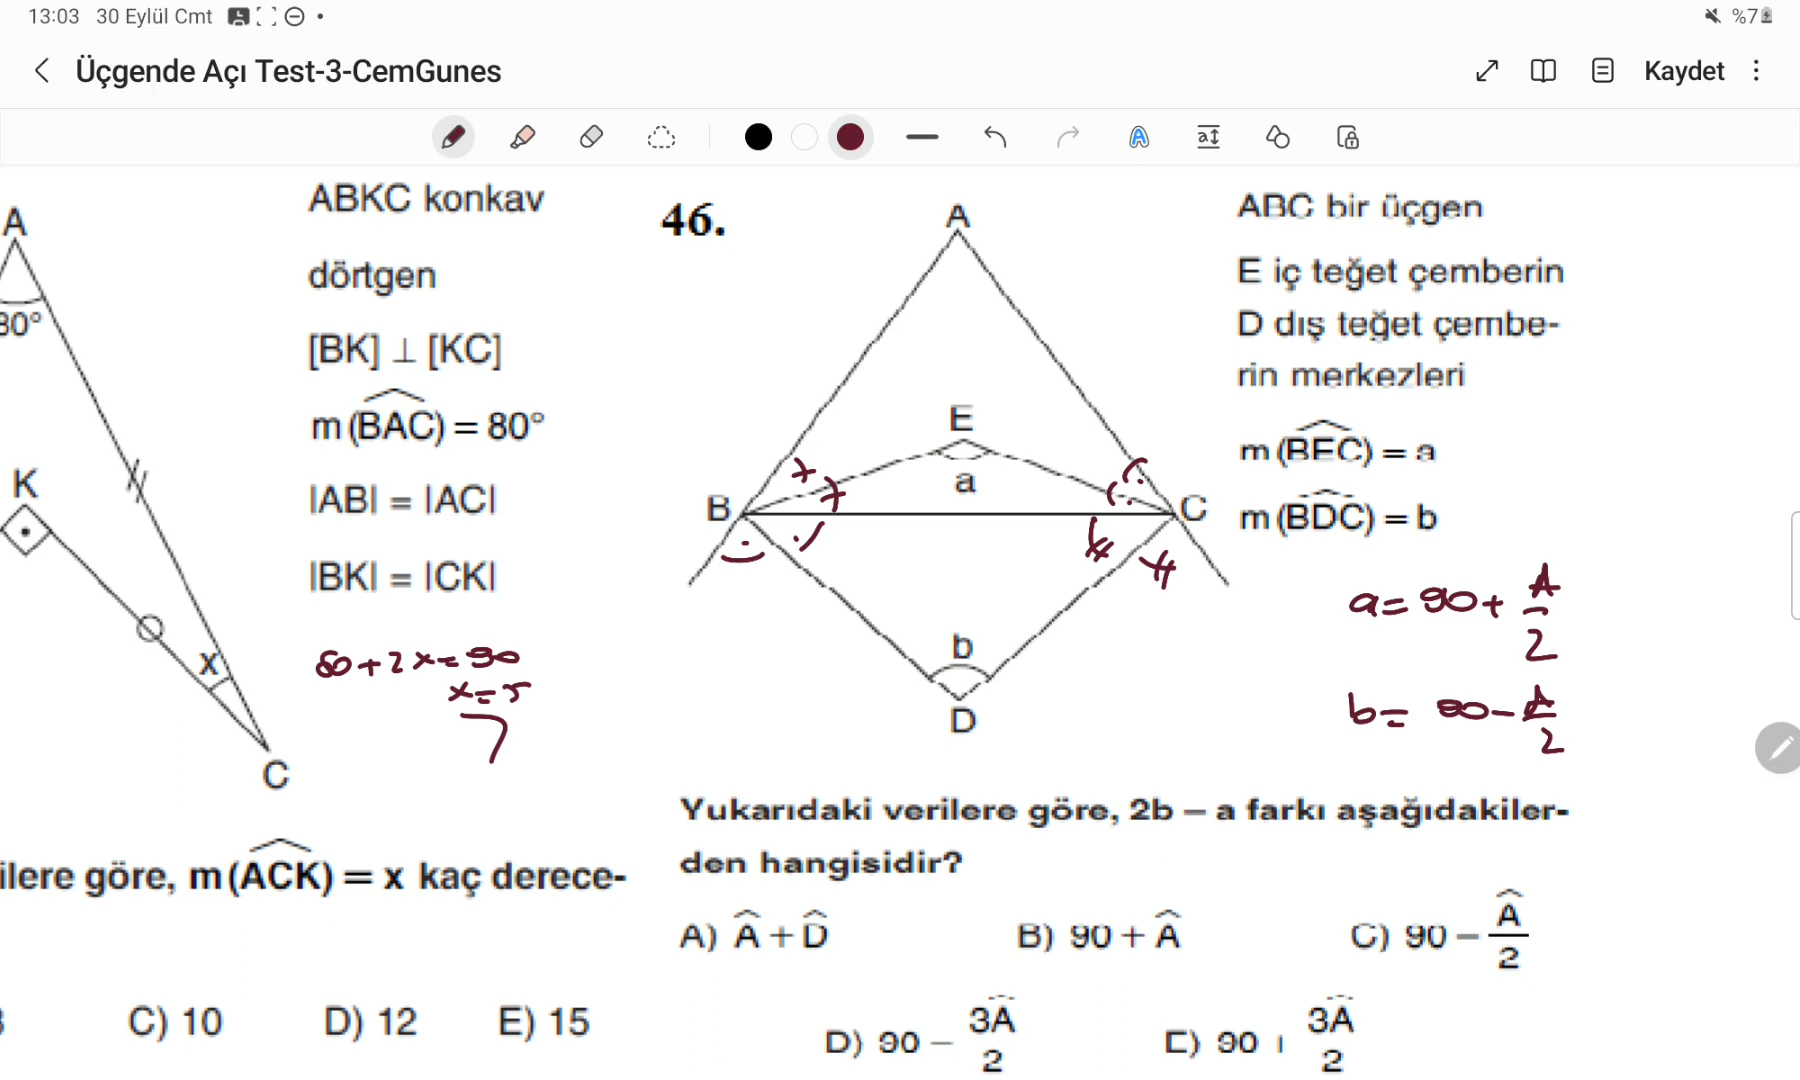 13:03 30 Eylül Cmt
%7
Üçgende Açı Test-3-CemGunes
Kaydet
A
80°
K
x
C
ABKC konkav
dörtgen
[BK] ⊥ [KC]
m(BAC) = 80°
|AB| = |AC|
|BK| = |CK|
80+2x=90
x=5
ilere göre, m(ACK) = x kaç derece-
C) 10 D) 12 E) 15
46.
A
E
a
B
C
b
D
ABC bir üçgen
E iç teğet çemberin
D dış teğet çembe-
rin merkezleri
m(BEC) = a
m(BDC) = b
a=90+A/2
b=90-A/2
Yukarıdaki verilere göre, 2b – a farkı aşağıdakiler-
den hangisidir?
A) A + D B) 90 + A C) 90 – A/2
D) 90 – 3A/2 E) 90 + 3A/2